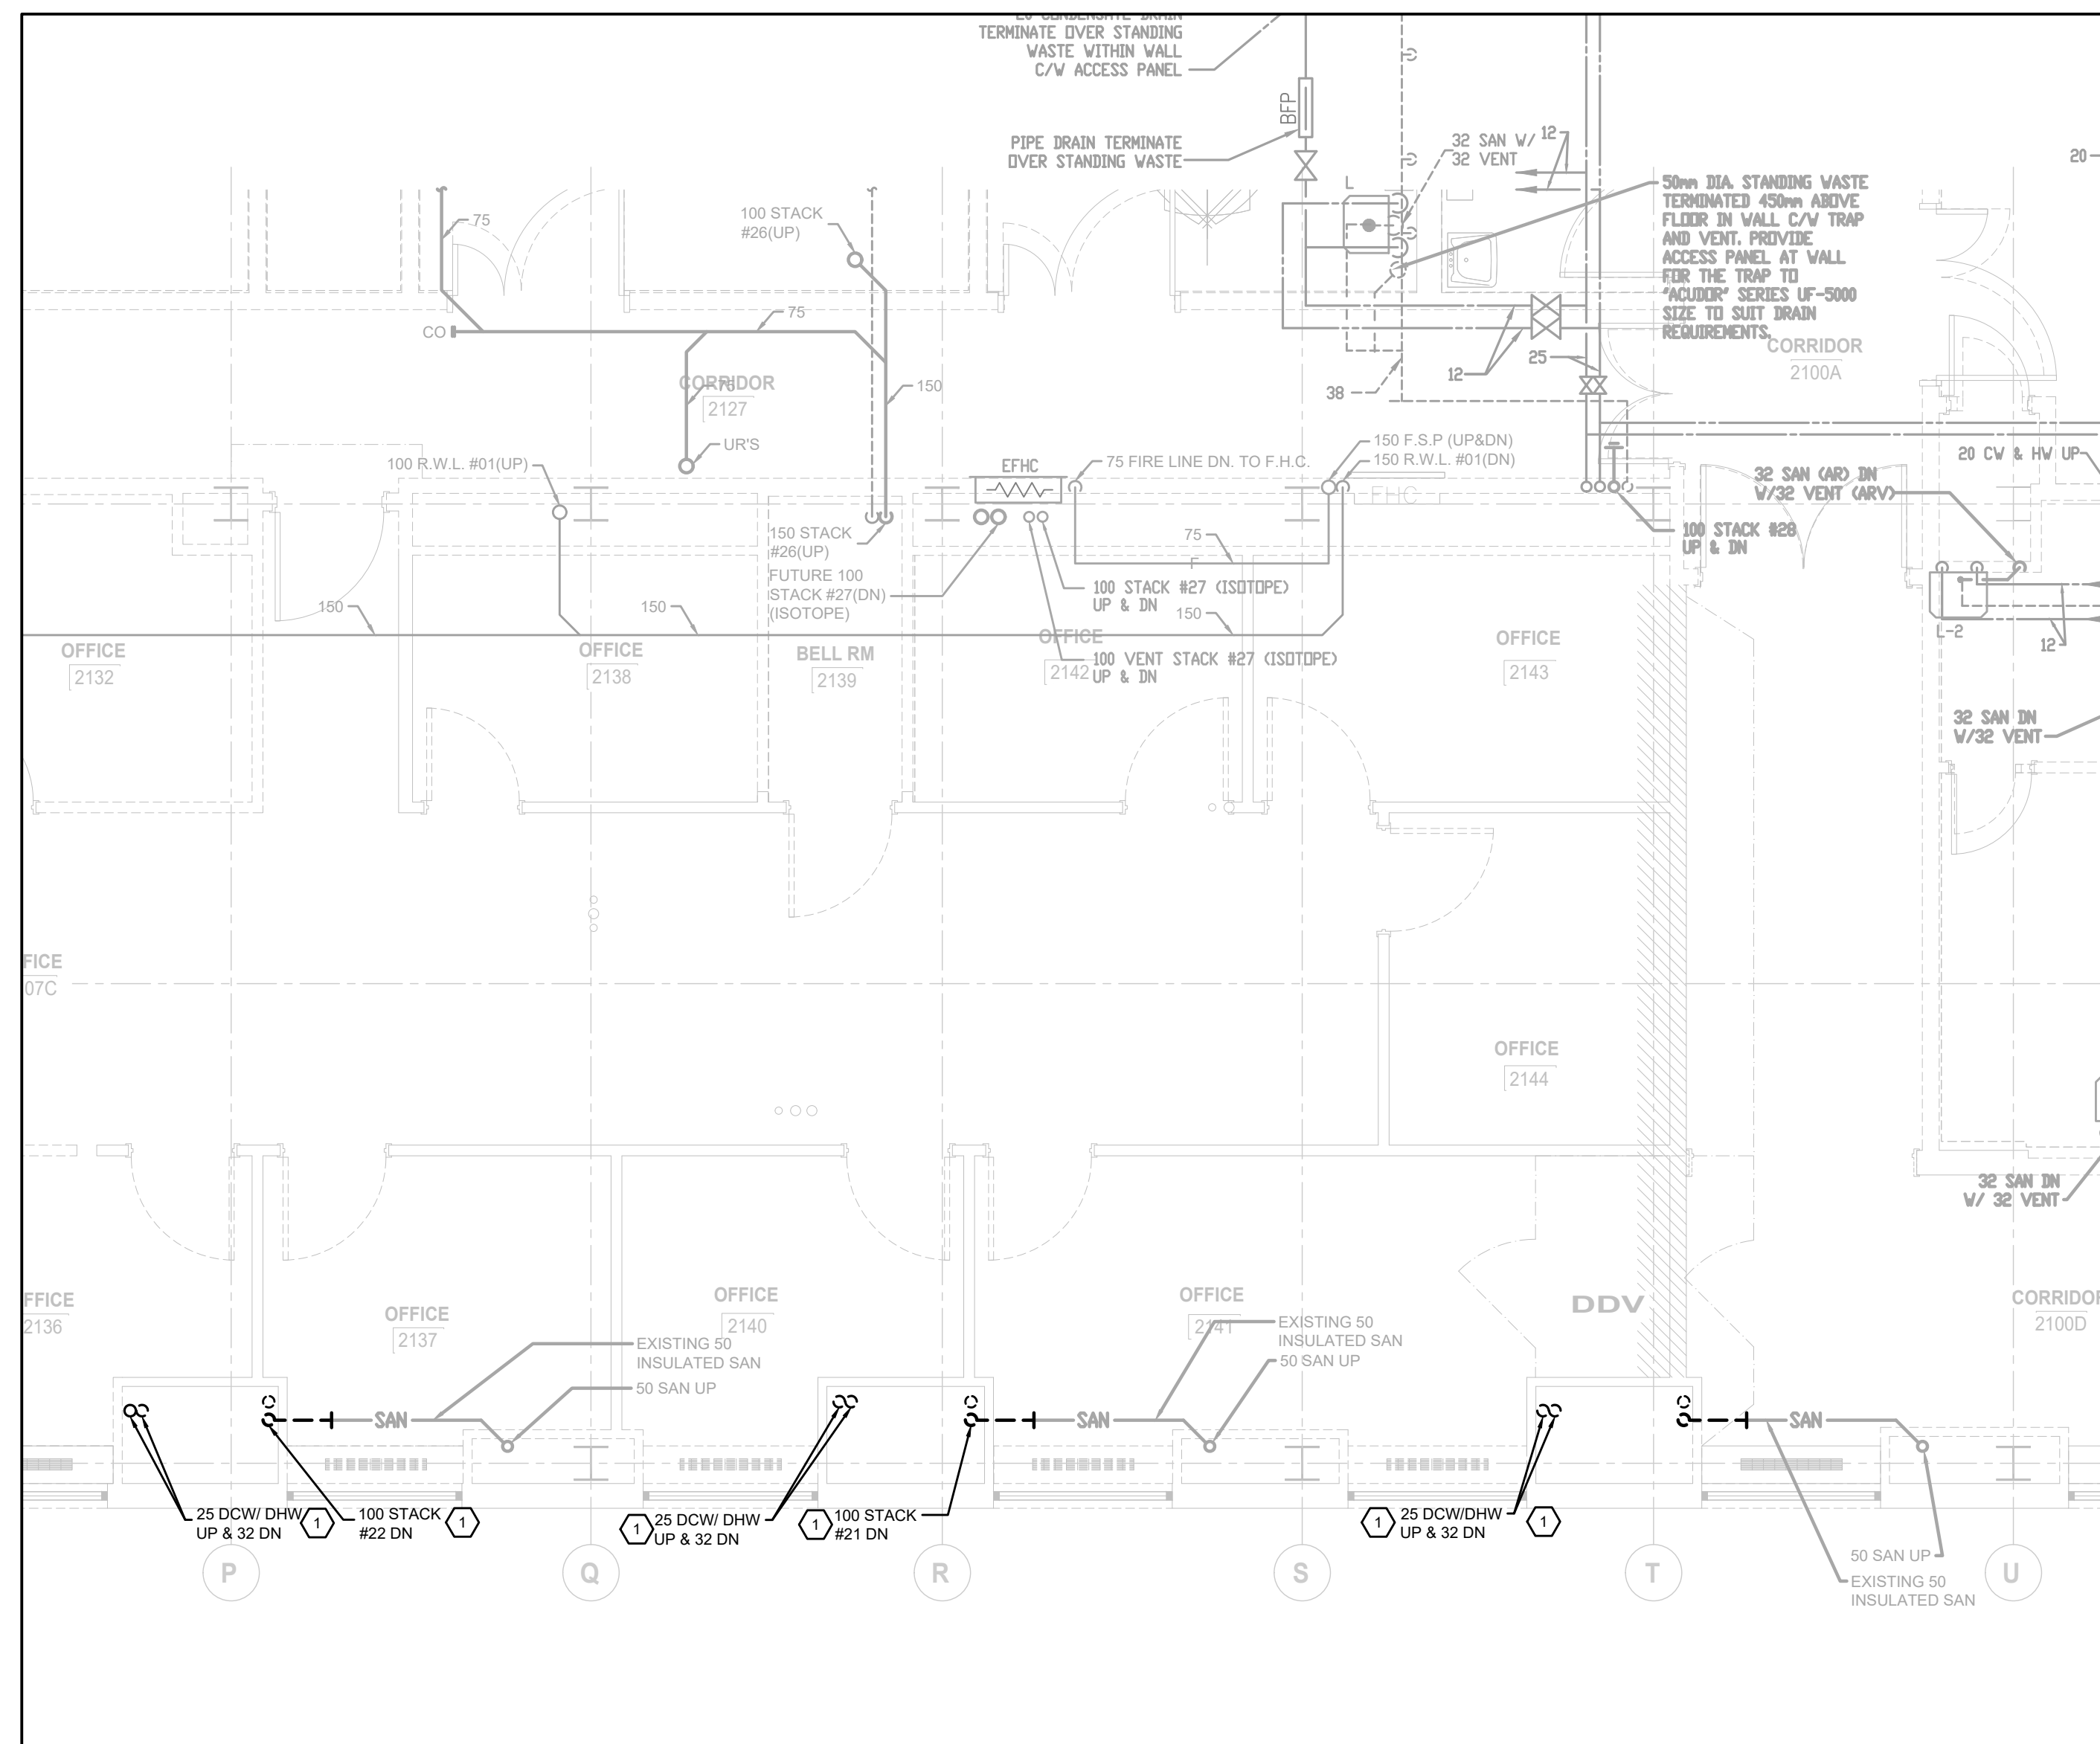 TERMINATE OVER STANDING
WASTE WITHIN WALL
C/W ACCESS PANEL
BFP
PIPE DRAIN TERMINATE
OVER STANDING WASTE
32 SAN W/
32 VENT
12
20
L
50mm DIA. STANDING WASTE
TERMINATED 450mm ABOVE
FLOOR IN WALL C/W TRAP
AND VENT. PROVIDE
ACCESS PANEL AT WALL
FOR THE TRAP TO
"ACUDOR" SERIES UF-5000
SIZE TO SUIT DRAIN
REQUIREMENTS.
75
100 STACK
#26(UP)
75
CO
CORRIDOR
2127
75
150
UR'S
12
25
38
CORRIDOR
2100A
100 R.W.L. #01(UP)
EFHC
75 FIRE LINE DN. TO F.H.C.
150 F.S.P (UP&DN)
150 R.W.L. #01(DN)
FHC
20 CW & HW UP
32 SAN (AR) DN
W/32 VENT (ARV)
100 STACK #28
UP & DN
150 STACK
#26(UP)
FUTURE 100
STACK #27(DN)
(ISOTOPE)
75
F
100 STACK #27 (ISOTOPE)
UP & DN
150
150
150
100 VENT STACK #27 (ISOTOPE)
UP & DN
L-2
12
OFFICE
2132
OFFICE
2138
BELL RM
2139
OFFICE
2142
OFFICE
2143
32 SAN DN
W/32 VENT
FICE
07C
OFFICE
2144
32 SAN DN
W/ 32 VENT
FFICE
2136
OFFICE
2137
OFFICE
2140
OFFICE
2141
DDV
CORRIDOR
2100D
EXISTING 50
INSULATED SAN
50 SAN UP
EXISTING 50
INSULATED SAN
50 SAN UP
SAN
SAN
SAN
25 DCW/ DHW
UP & 32 DN
1
100 STACK
#22 DN
1
1
25 DCW/ DHW
UP & 32 DN
1
100 STACK
#21 DN
1
25 DCW/DHW
UP & 32 DN
1
50 SAN UP
EXISTING 50
INSULATED SAN
P
Q
R
S
T
U